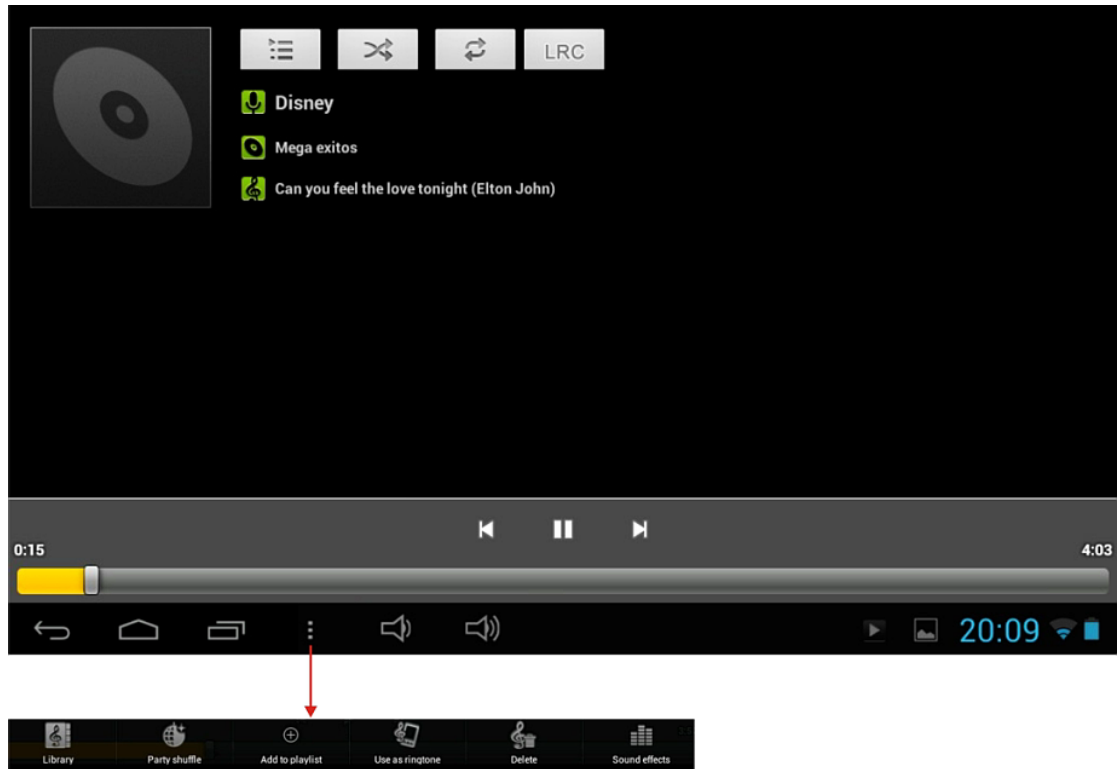 LRC
Disney
Mega exitos
Can you feel the love tonight (Elton John)
0:15
4:03
20:09
Library
Party shuffle
Add to playlist
Use as ringtone
Delete
Sound effects